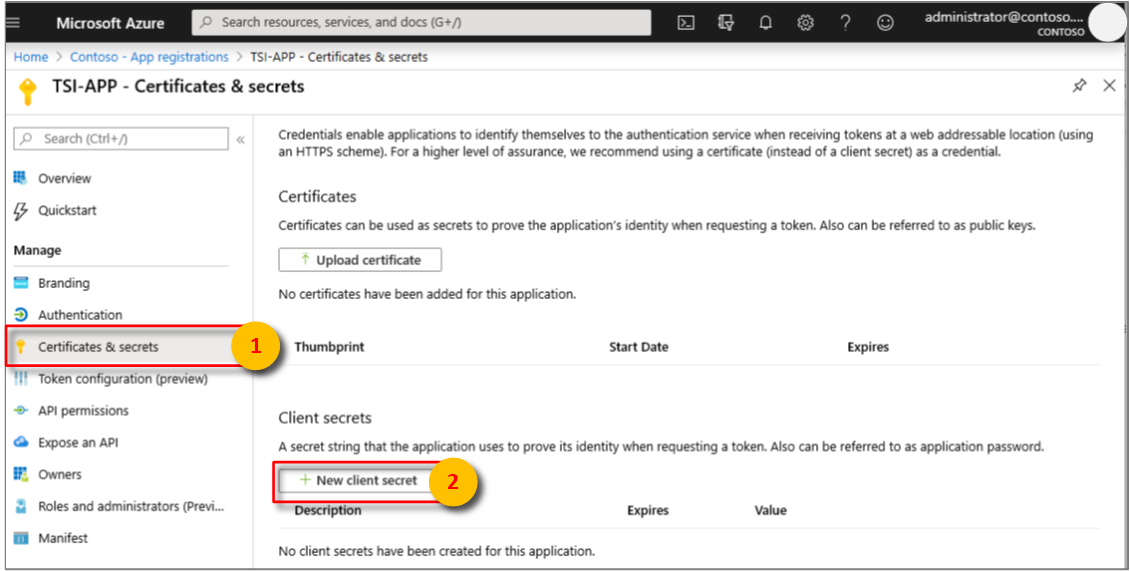 Microsoft Azure
Search resources, services, and docs (G+/)
administrator@contoso....
CONTOSO
Home > Contoso - App registrations > TSI-APP - Certificates & secrets
TSI-APP - Certificates & secrets
Search (Ctrl+/)
Overview
Quickstart
Manage
Branding
Authentication
Certificates & secrets
1
Token configuration (preview)
API permissions
Expose an API
Owners
Roles and administrators (Previ...
Manifest
Credentials enable applications to identify themselves to the authentication service when receiving tokens at a web addressable location (using
an HTTPS scheme). For a higher level of assurance, we recommend using a certificate (instead of a client secret) as a credential.
Certificates
Certificates can be used as secrets to prove the application's identity when requesting a token. Also can be referred to as public keys.
Upload certificate
No certificates have been added for this application.
Thumbprint Start Date Expires
Client secrets
A secret string that the application uses to prove its identity when requesting a token. Also can be referred to as application password.
+ New client secret
2
Description Expires Value
No client secrets have been created for this application.